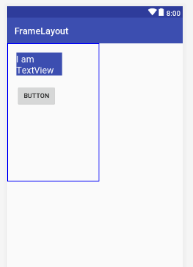 8:00
FrameLayout
I am
TextView
BUTTON